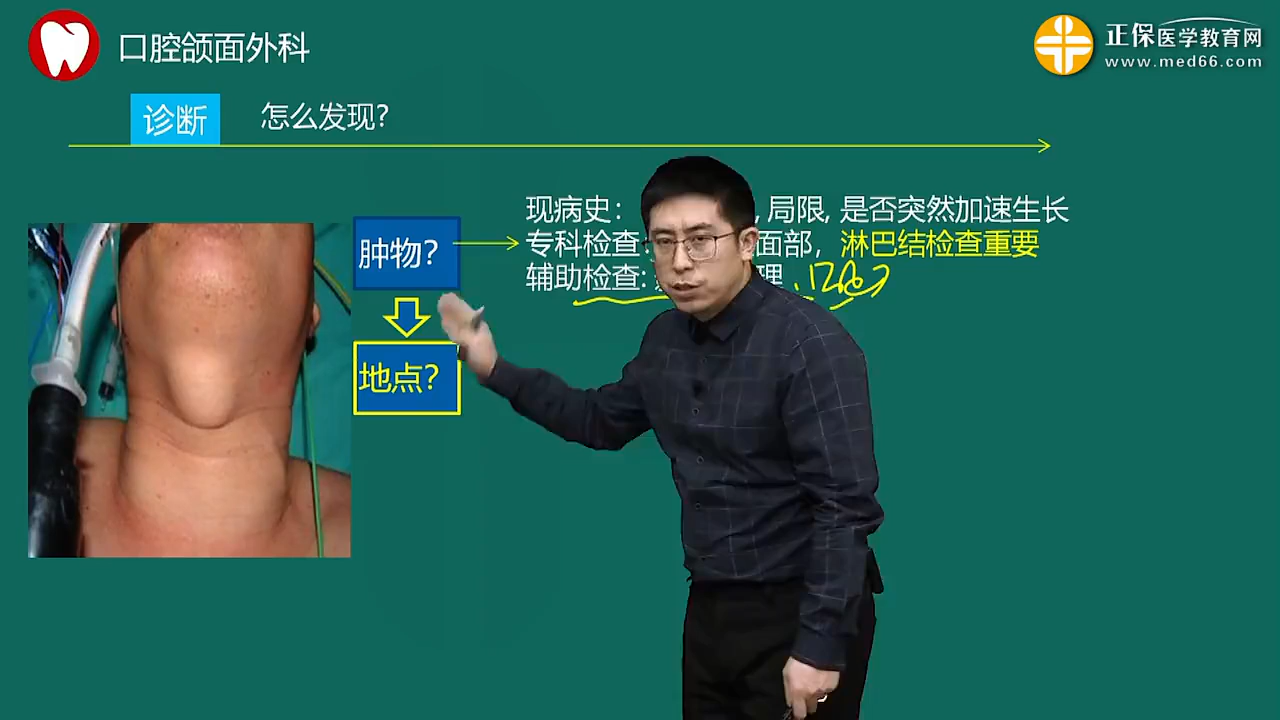 口腔颌面外科
正保医学教育网
www.med66.com
诊断
怎么发现?
现病史：, 局限, 是否突然加速生长
专科检查：面部，淋巴结检查重要
辅助检查：理
肿物?
地点?